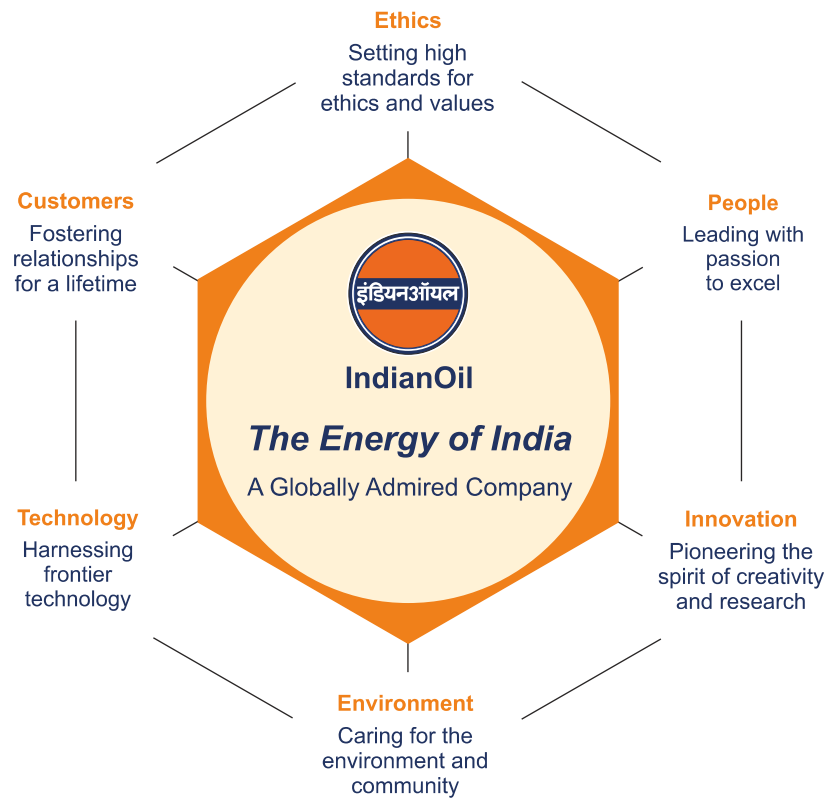 Ethics
Setting high
standards for
ethics and values
Customers
Fostering
relationships
for a lifetime
People
Leading with
passion
to excel
इंडियनऑयल
IndianOil
The Energy of India
A Globally Admired Company
Technology
Harnessing
frontier
technology
Innovation
Pioneering the
spirit of creativity
and research
Environment
Caring for the
environment and
community